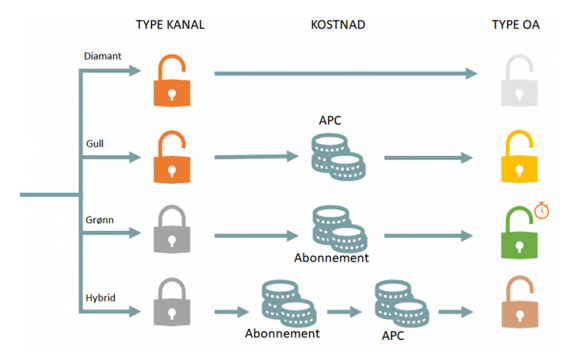 TYPE KANAL KOSTNAD TYPE OA
Diamant
APC
Gull
Grønn
Abonnement
Hybrid
Abonnement APC